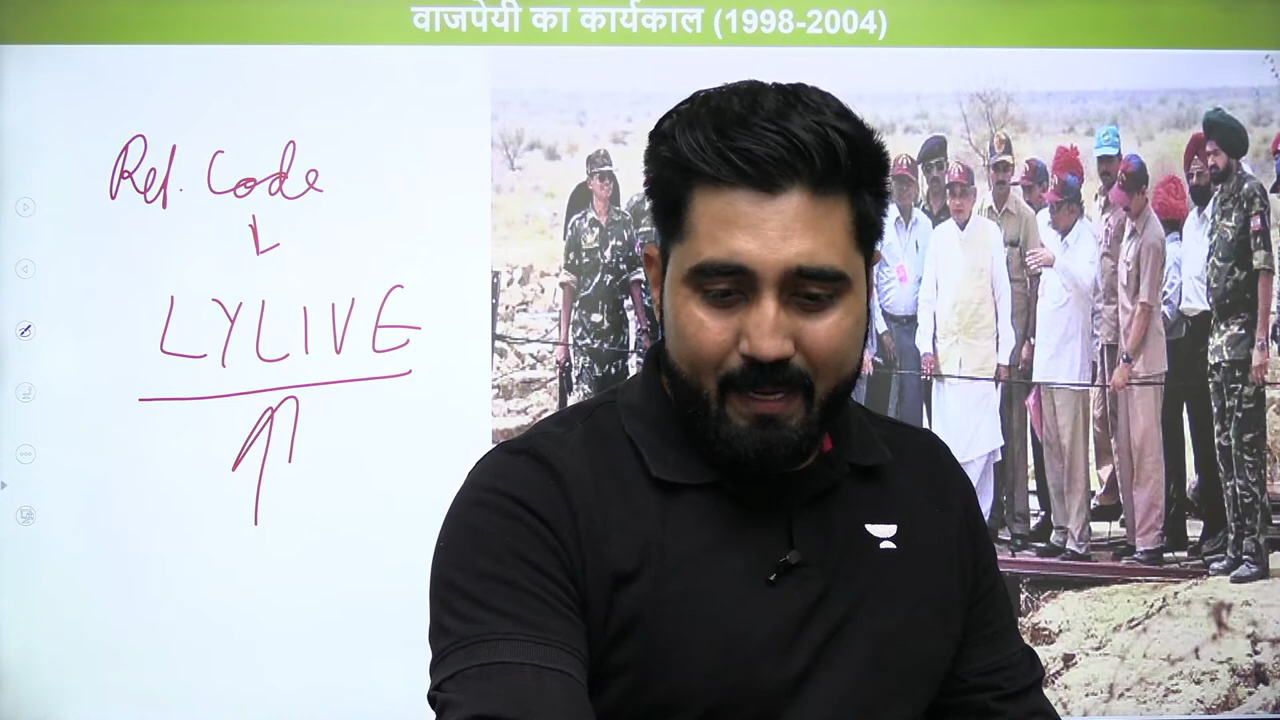 वाजपेयी का कार्यकाल (1998-2004)
Ref. Code
LYLIVE